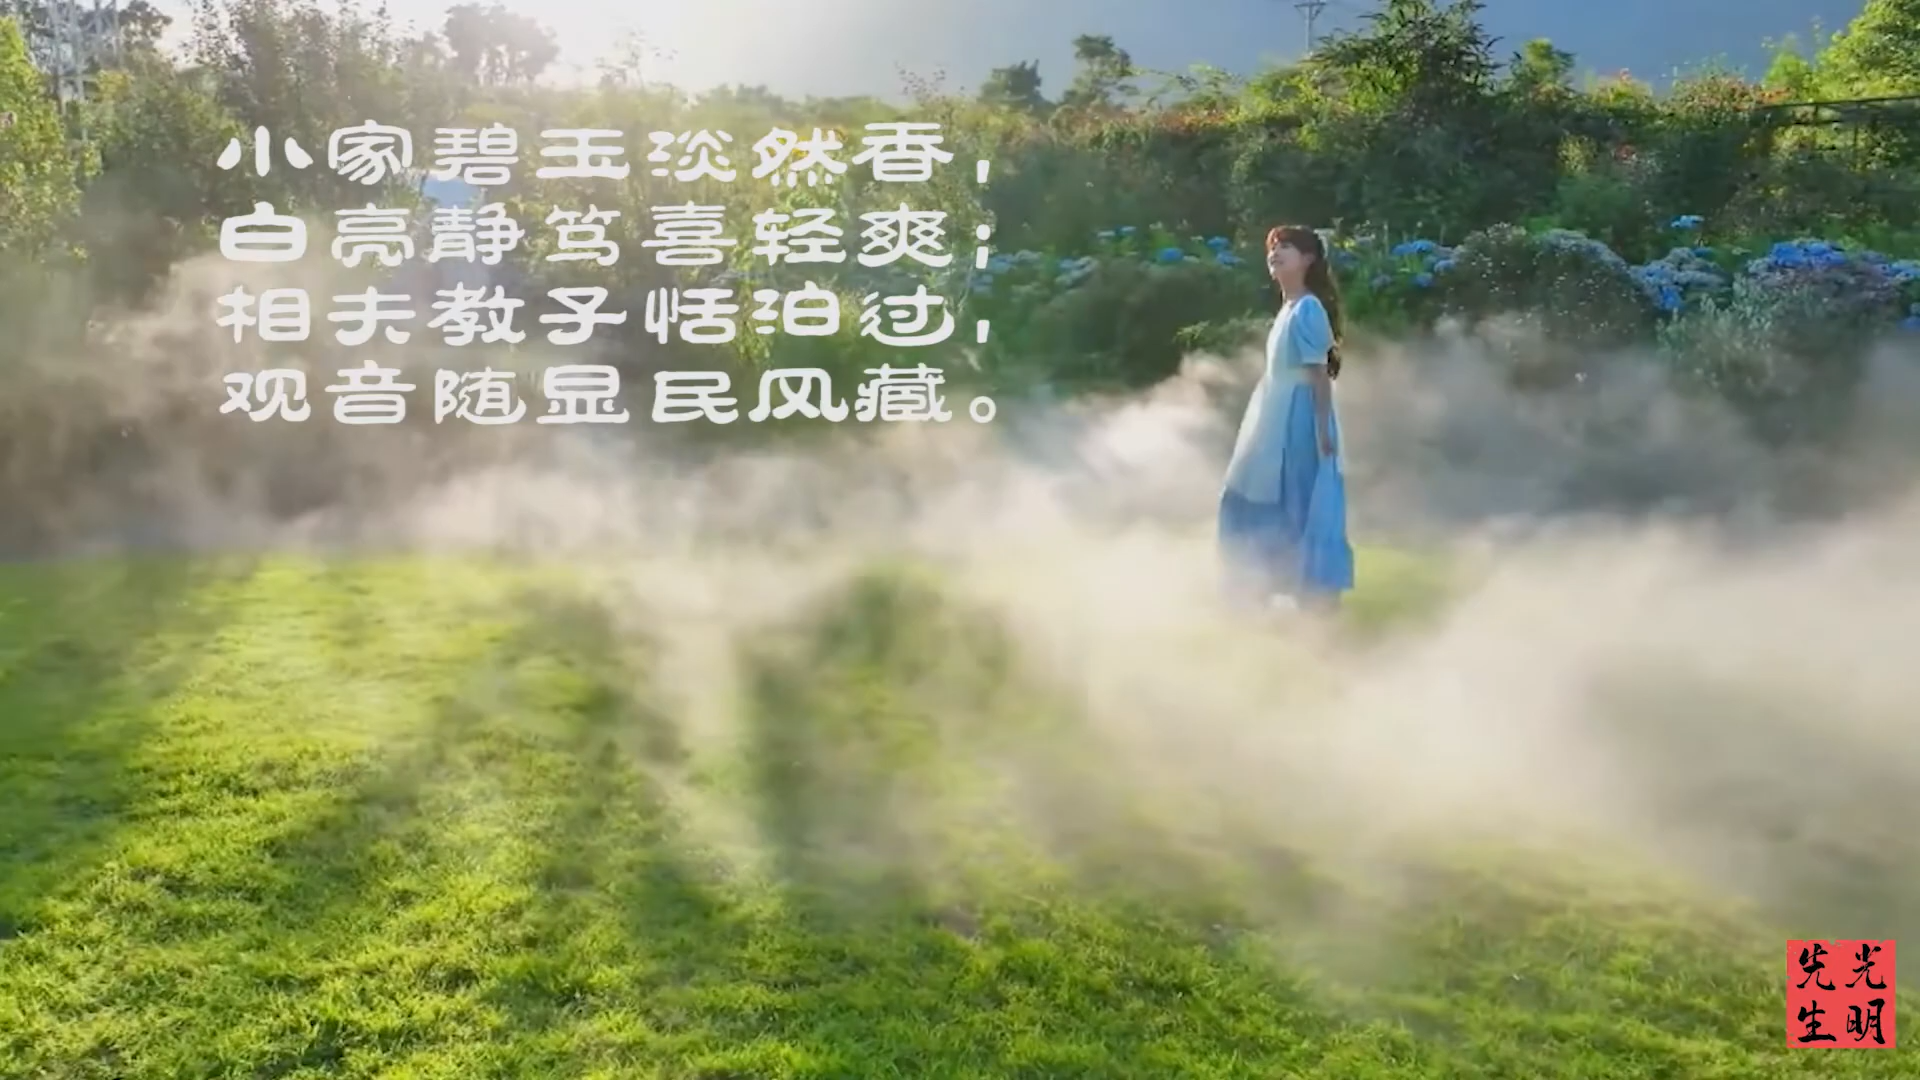 小家碧玉淡然香，
白亮静笃喜轻爽；
相夫教子恬泊过，
观音随显民风藏。
光明
先生